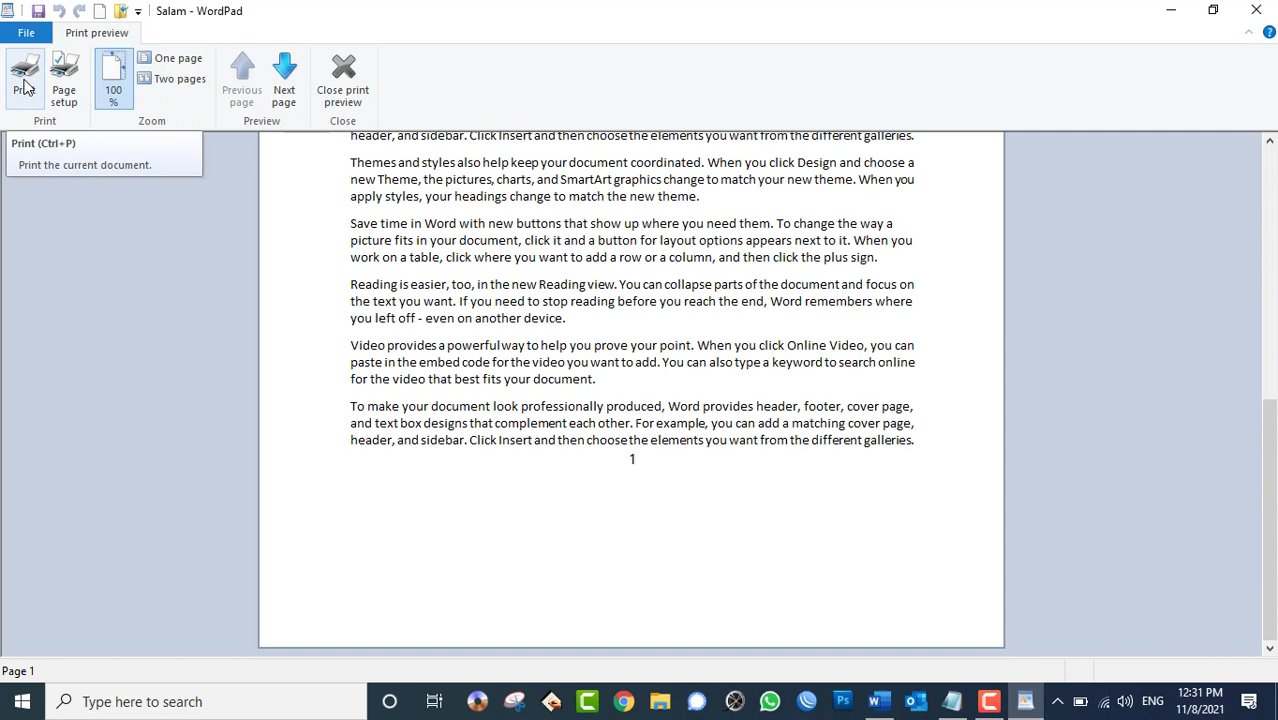 Salam - WordPad
File
Print preview
Print
Page setup
100 %
One page
Two pages
Previous page
Next page
Close print preview
Print
Zoom
Preview
Close
Print (Ctrl+P)
Print the current document.
header, and sidebar. Click Insert and then choose the elements you want from the different galleries.
Themes and styles also help keep your document coordinated. When you click Design and choose a
new Theme, the pictures, charts, and SmartArt graphics change to match your new theme. When you
apply styles, your headings change to match the new theme.
Save time in Word with new buttons that show up where you need them. To change the way a
picture fits in your document, click it and a button for layout options appears next to it. When you
work on a table, click where you want to add a row or a column, and then click the plus sign.
Reading is easier, too, in the new Reading view. You can collapse parts of the document and focus on
the text you want. If you need to stop reading before you reach the end, Word remembers where
you left off - even on another device.
Video provides a powerful way to help you prove your point. When you click Online Video, you can
paste in the embed code for the video you want to add. You can also type a keyword to search online
for the video that best fits your document.
To make your document look professionally produced, Word provides header, footer, cover page,
and text box designs that complement each other. For example, you can add a matching cover page,
header, and sidebar. Click Insert and then choose the elements you want from the different galleries.
1
Page 1
Type here to search
ENG
12:31 PM
11/8/2021